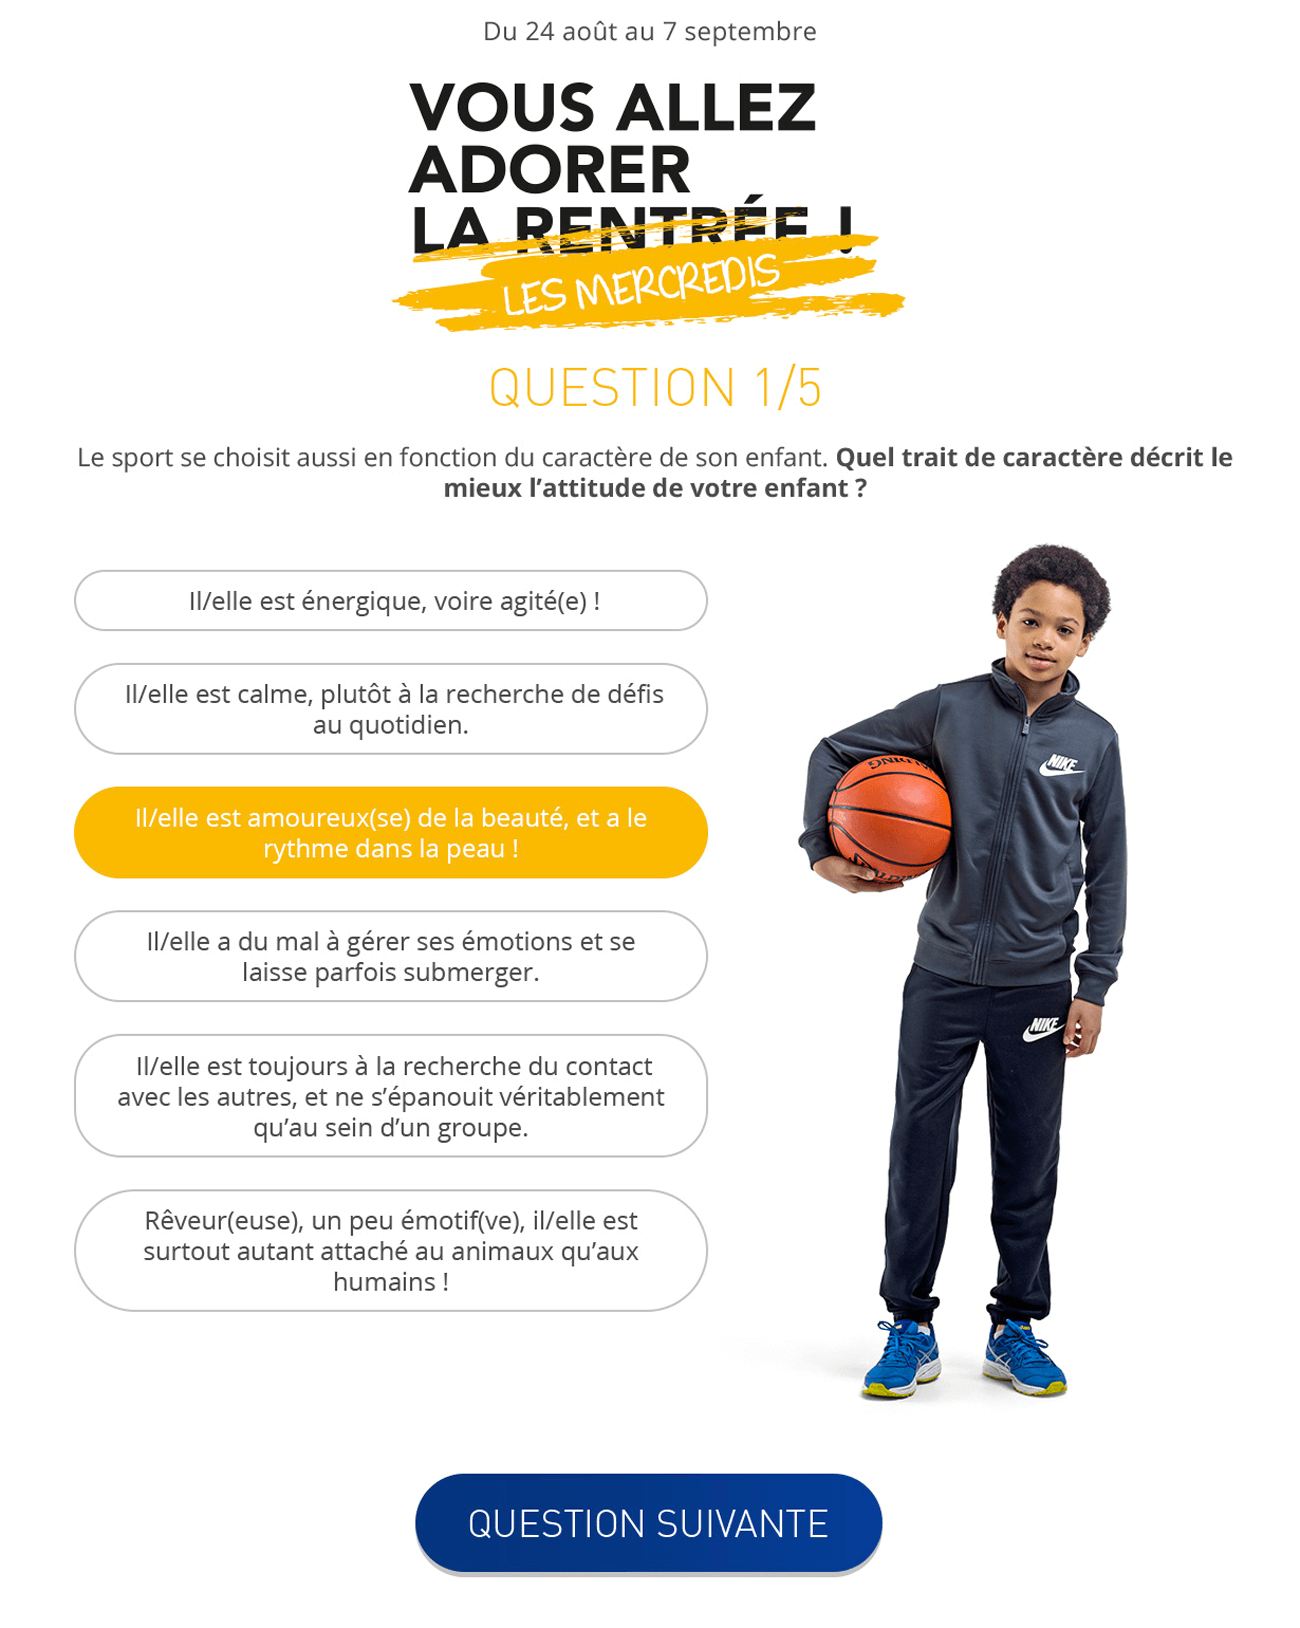 Du 24 août au 7 septembre
VOUS ALLEZ
ADORER
LA RENTRÉE !
LES MERCREDIS
QUESTION 1/5
Le sport se choisit aussi en fonction du caractère de son enfant. Quel trait de caractère décrit le
mieux l’attitude de votre enfant ?
Il/elle est énergique, voire agité(e) !
Il/elle est calme, plutôt à la recherche de défis
au quotidien.
Il/elle est amoureux(se) de la beauté, et a le
rythme dans la peau !
Il/elle a du mal à gérer ses émotions et se
laisse parfois submerger.
Il/elle est toujours à la recherche du contact
avec les autres, et ne s’épanouit véritablement
qu’au sein d’un groupe.
Rêveur(euse), un peu émotif(ve), il/elle est
surtout autant attaché au animaux qu’aux
humains !
SPALDING
NIKE
NIKE
QUESTION SUIVANTE